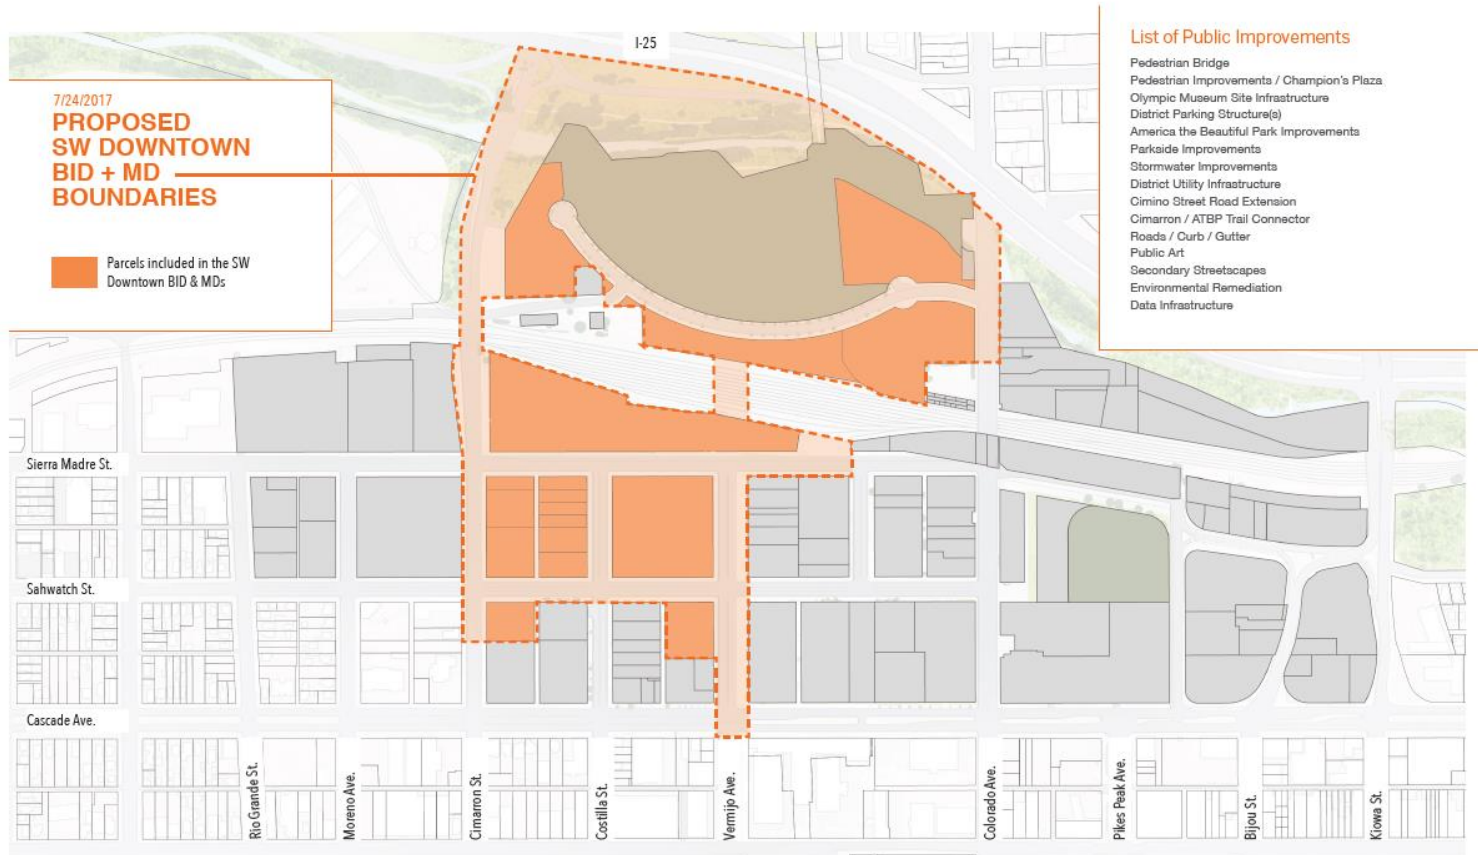 I-25
7/24/2017
PROPOSED
SW DOWNTOWN
BID + MD
BOUNDARIES
Parcels included in the SW
Downtown BID & MDs
List of Public Improvements
Pedestrian Bridge
Pedestrian Improvements / Champion's Plaza
Olympic Museum Site Infrastructure
District Parking Structure(s)
America the Beautiful Park Improvements
Parkside Improvements
Stormwater Improvements
District Utility Infrastructure
Cimino Street Road Extension
Cimarron / ATBP Trail Connector
Roads / Curb / Gutter
Public Art
Secondary Streetscapes
Environmental Remediation
Data Infrastructure
Sierra Madre St.
Sahwatch St.
Cascade Ave.
Rio Grande St.
Moreno Ave.
Cimarron St.
Costilla St.
Vermijo Ave.
Colorado Ave.
Pikes Peak Ave.
Bijou St.
Kiowa St.